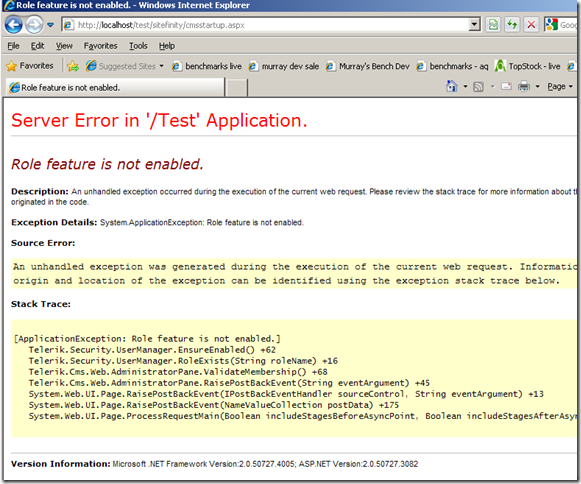 Role feature is not enabled. - Windows Internet Explorer
http://localhost/test/sitefinity/cmsstartup.aspx
Goo
File Edit View Favorites Tools Help
Favorites Suggested Sites benchmarks live murray dev sale Murray's Bench Dev benchmarks - aq TopStock - live
Role feature is not enabled.
Page
Server Error in '/Test' Application.
Role feature is not enabled.
Description: An unhandled exception occurred during the execution of the current web request. Please review the stack trace for more information about
originated in the code.
Exception Details: System.ApplicationException: Role feature is not enabled.
Source Error:
An unhandled exception was generated during the execution of the current web request. Informatio
origin and location of the exception can be identified using the exception stack trace below.
Stack Trace:
[ApplicationException: Role feature is not enabled.]
Telerik.Security.UserManager.EnsureEnabled() +62
Telerik.Security.UserManager.RoleExists(String roleName) +16
Telerik.Cms.Web.AdministratorPane.ValidateMembership() +68
Telerik.Cms.Web.AdministratorPane.RaisePostBackEvent(String eventArgument) +45
System.Web.UI.Page.RaisePostBackEvent(IPostBackEventHandler sourceControl, String eventArgument) +13
System.Web.UI.Page.RaisePostBackEvent(NameValueCollection postData) +175
System.Web.UI.Page.ProcessRequestMain(Boolean includeStagesBeforeAsyncPoint, Boolean includeStagesAfterAsyn
Version Information: Microsoft .NET Framework Version:2.0.50727.4005; ASP.NET Version:2.0.50727.3082